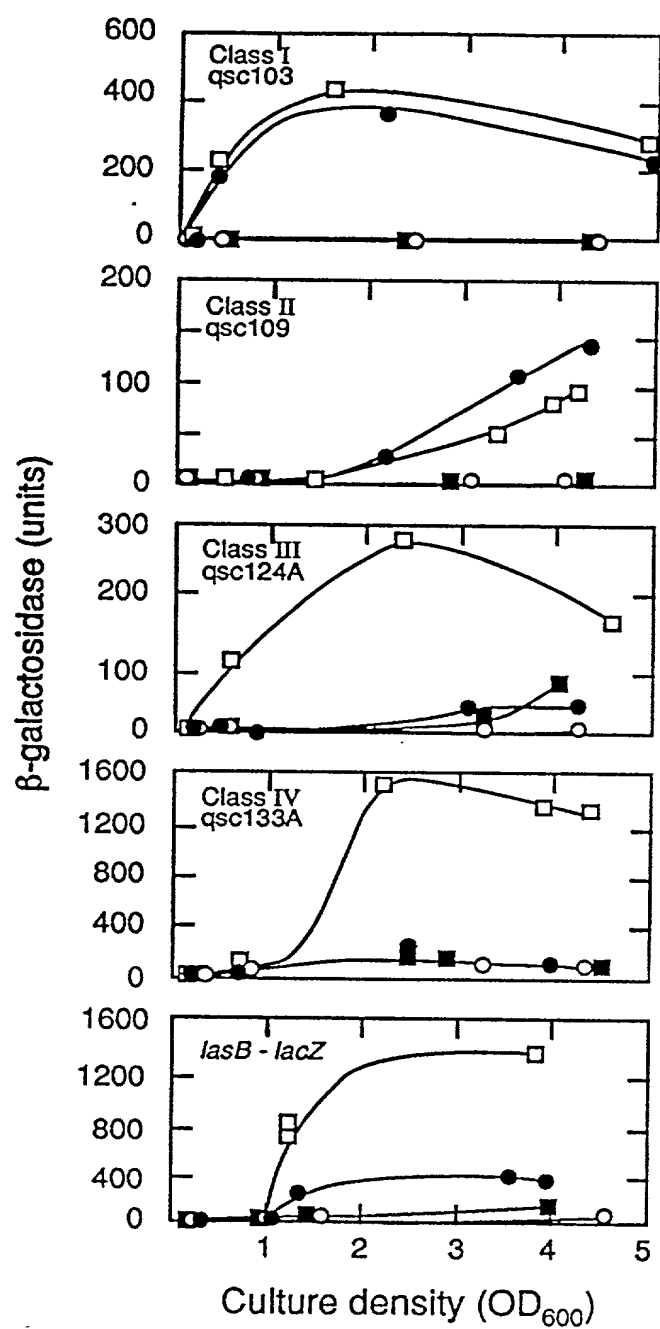 600
400
200
0
Class I
qsc103
200
100
0
Class II
qsc109
300
200
100
0
Class III
qsc124A
1600
1200
800
400
0
Class IV
qsc133A
1600
1200
800
400
0
lasB - lacZ
1 2 3 4 5
β-galactosidase (units)
Culture density (OD600)